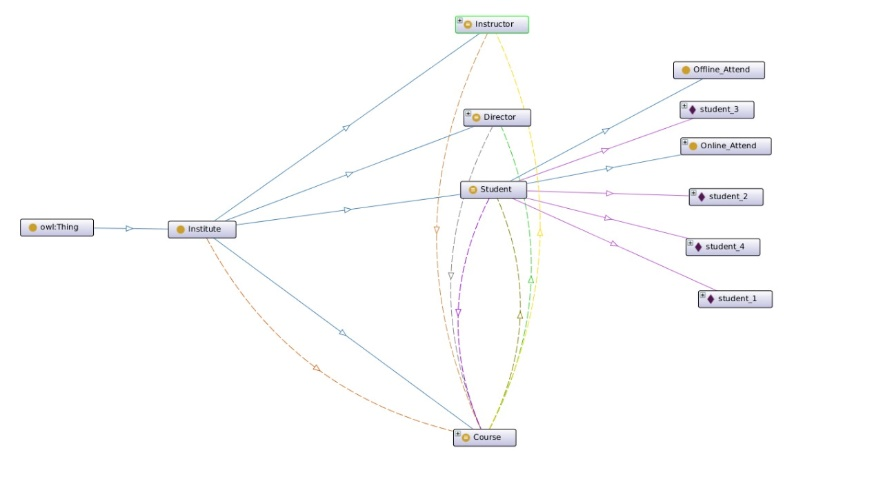 Instructor
Offline_Attend
student_3
Director
Online_Attend
Student
student_2
owl:Thing
Institute
student_4
student_1
Course